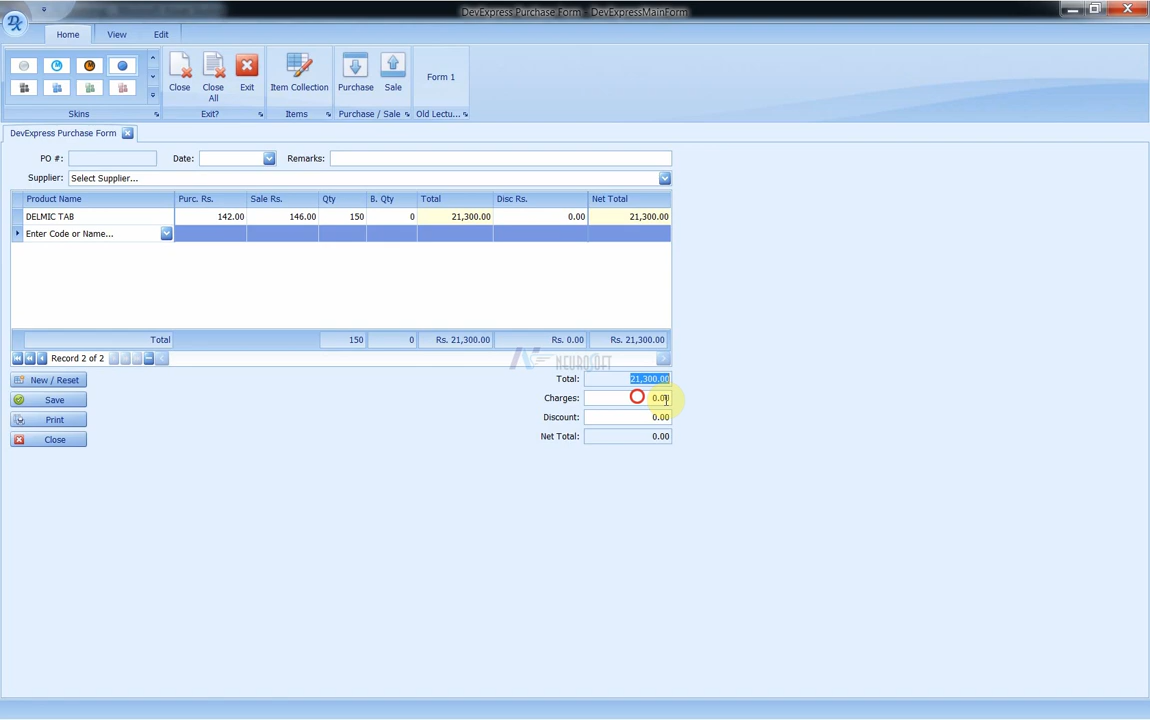 DevExpress Purchase Form - DevExpressMainForm
Home View Edit
Close Close All Exit Item Collection Purchase Sale Form 1
Skins Exit? Items Purchase / Sale Old Lectu...
DevExpress Purchase Form
PO #: Date: Remarks:
Supplier: Select Supplier...
Product Name Purc. Rs. Sale Rs. Qty B. Qty Total Disc Rs. Net Total
DELMIC TAB 142.00 146.00 150 0 21,300.00 0.00 21,300.00
Enter Code or Name...
Total 150 0 Rs. 21,300.00 Rs. 0.00 Rs. 21,300.00
Record 2 of 2
NEUROSOFT
New / Reset Total: 21,300.00
Save Charges: 0.00
Print Discount: 0.00
Close Net Total: 0.00